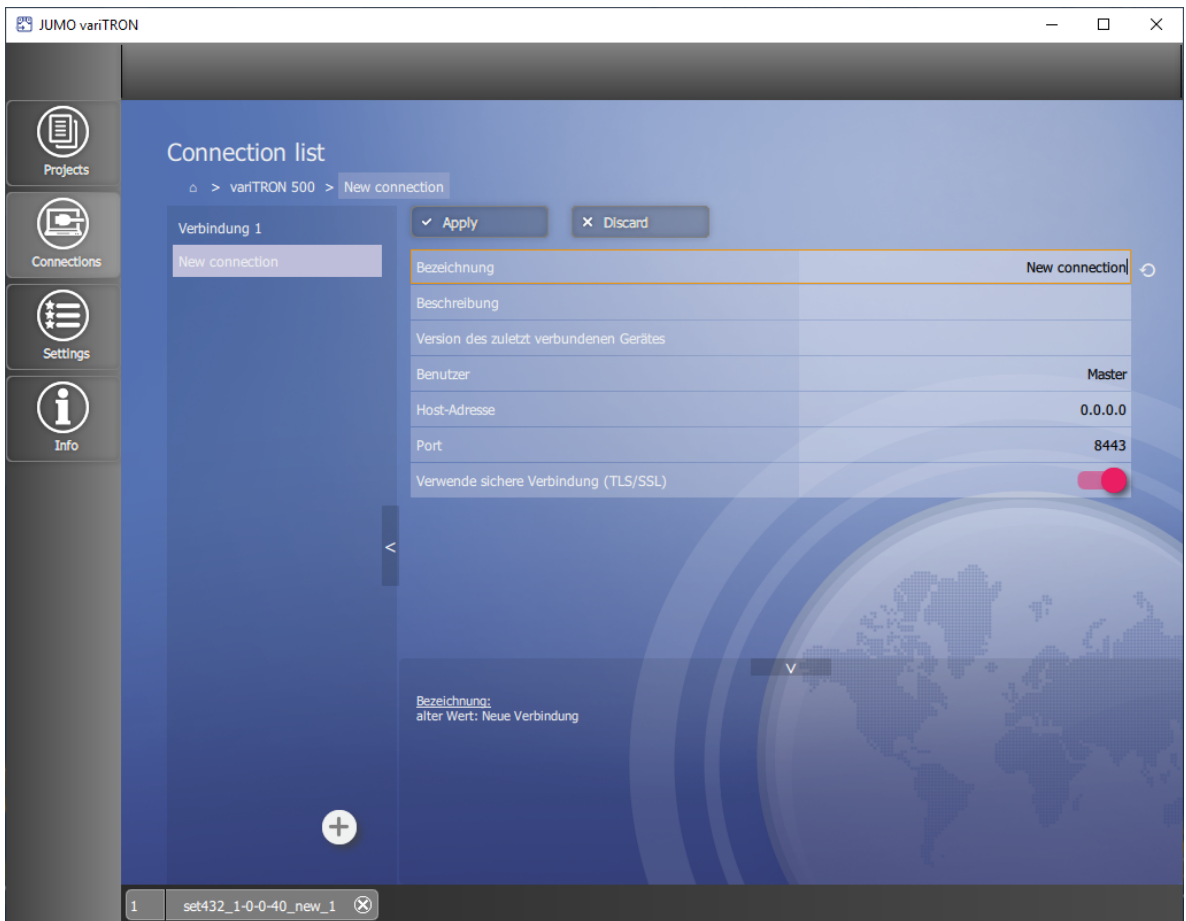 JUMO variTRON
Projects
Connections
Settings
Info
Connection list
> variTRON 500 > New connection
Verbindung 1
New connection
Apply
Discard
Bezeichnung New connection
Beschreibung
Version des zuletzt verbundenen Gerätes
Benutzer Master
Host-Adresse 0.0.0.0
Port 8443
Verwende sichere Verbindung (TLS/SSL)
<
V
Bezeichnung:
alter Wert: Neue Verbindung
1 set432_1-0-0-40_new_1